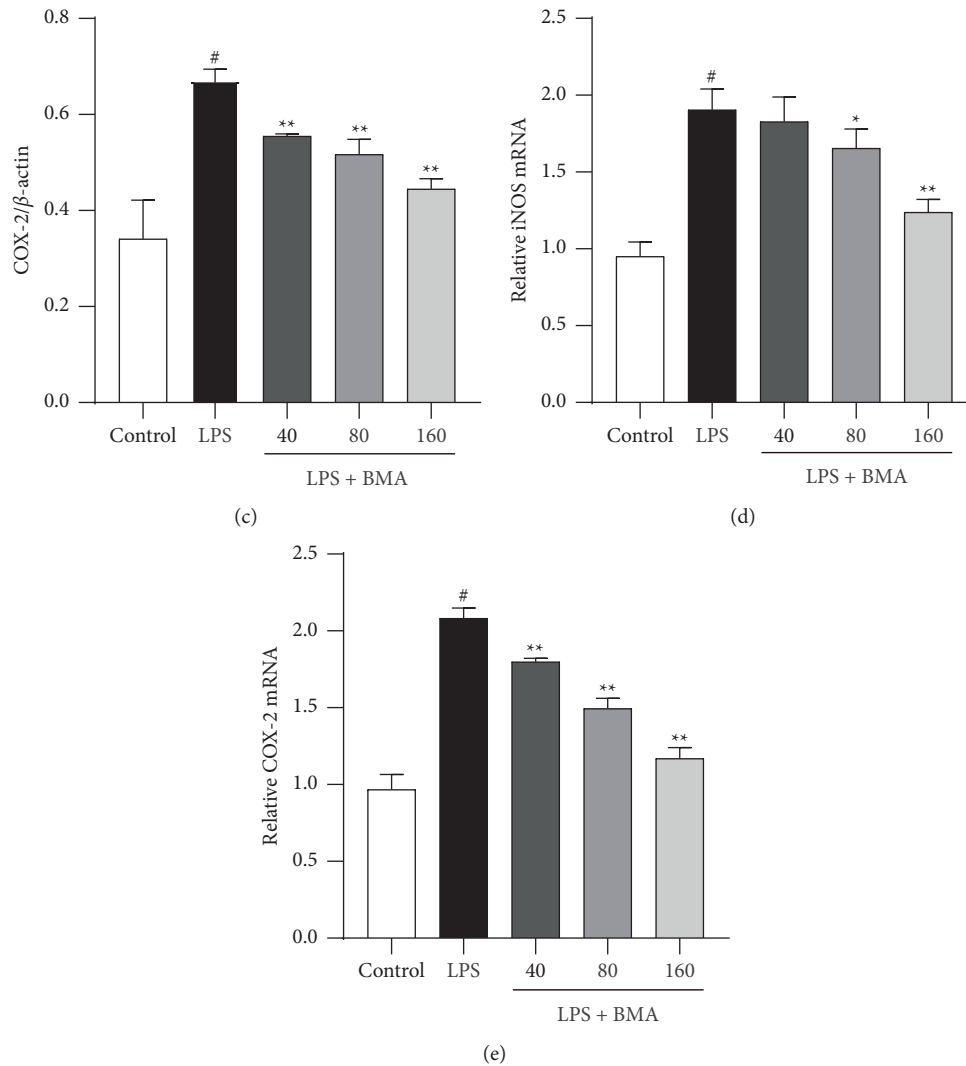 COX-2/β-actin
0.8
0.6
0.4
0.2
0.0
#
**
**
**
Control LPS 40 80 160
LPS + BMA
(c)
Relative iNOS mRNA
2.5
2.0
1.5
1.0
0.5
0.0
#
*
**
Control LPS 40 80 160
LPS + BMA
(d)
Relative COX-2 mRNA
2.5
2.0
1.5
1.0
0.5
0.0
#
**
**
**
Control LPS 40 80 160
LPS + BMA
(e)